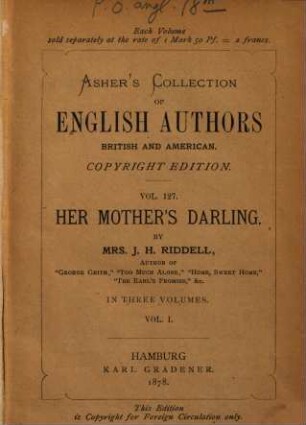 P.O. angl. 18m
Each Volume
sold separately at the rate of 1 Mark 50 Pf. = 2 francs.
ASHER'S COLLECTION
OF
ENGLISH AUTHORS
BRITISH AND AMERICAN.
COPYRIGHT EDITION.
VOL. 127.
HER MOTHER'S DARLING.
BY
MRS. J. H. RIDDELL,
AUTHOR OF
"GEORGE GEITH," "TOO MUCH ALONE," "HOME, SWEET HOME,"
"THE EARL'S PROMISE," &c.
IN THREE VOLUMES.
VOL. I.
HAMBURG
KARL GRÄDENER.
1878.
This Edition
is Copyright for Foreign Circulation only.